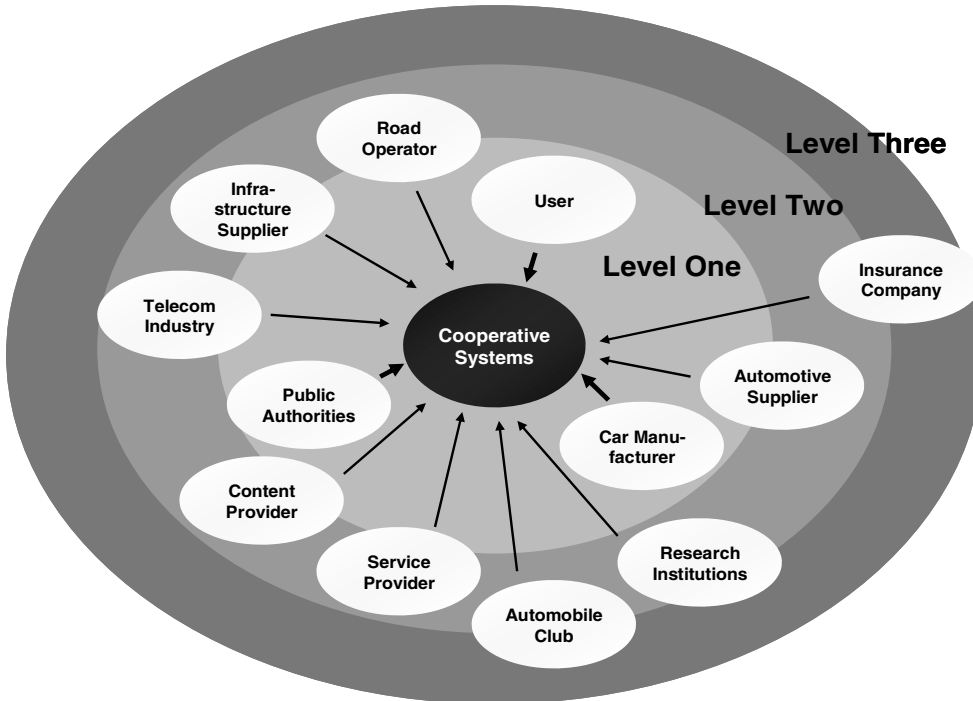 Road
Operator
Level Three
Infra-
structure
Supplier
User
Level Two
Level One
Insurance
Company
Telecom
Industry
Cooperative
Systems
Automotive
Supplier
Public
Authorities
Car Manu-
facturer
Content
Provider
Service
Provider
Research
Institutions
Automobile
Club